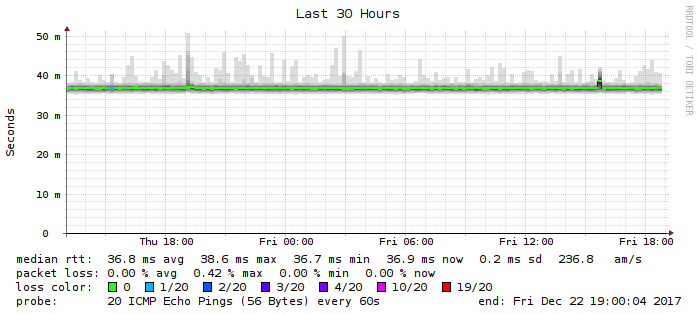 Last 30 Hours
RRDTOOL / TOBI OETIKER
Seconds
50 m
40 m
30 m
20 m
10 m
0
Thu 18:00 Fri 00:00 Fri 06:00 Fri 12:00 Fri 18:00
median rtt: 36.8 ms avg 38.6 ms max 36.7 ms min 36.9 ms now 0.2 ms sd 236.8 am/s
packet loss: 0.00 % avg 0.42 % max 0.00 % min 0.00 % now
loss color: 0 1/20 2/20 3/20 4/20 10/20 19/20
probe: 20 ICMP Echo Pings (56 Bytes) every 60s end: Fri Dec 22 19:00:04 2017